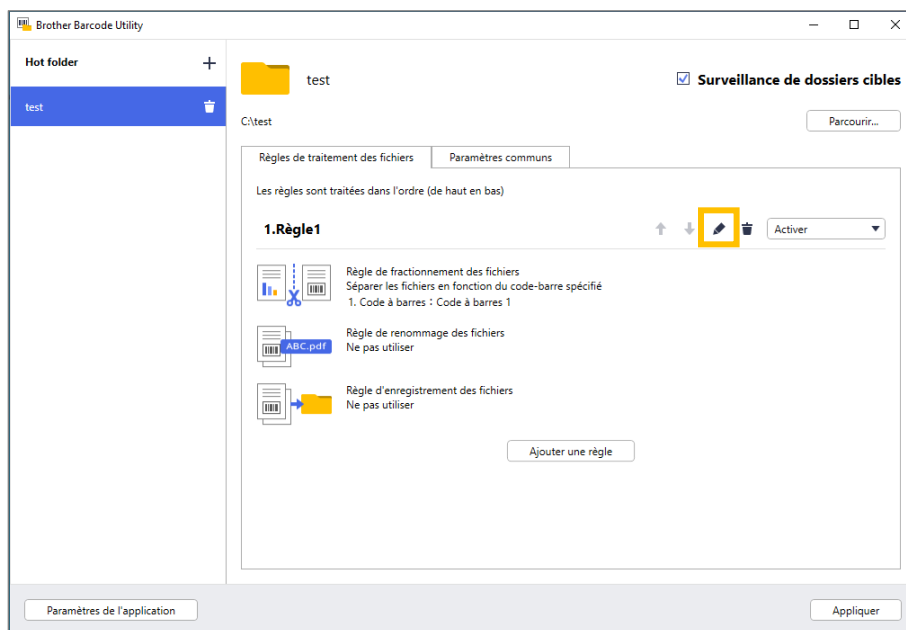 Brother Barcode Utility
Hot folder
test
test
Surveillance de dossiers cibles
C:\test
Parcourir...
Règles de traitement des fichiers
Paramètres communs
Les règles sont traitées dans l'ordre (de haut en bas)
1.Règle1
Activer
Règle de fractionnement des fichiers
Séparer les fichiers en fonction du code-barre spécifié
1. Code à barres : Code à barres 1
Règle de renommage des fichiers
ABC.pdf
Ne pas utiliser
Règle d'enregistrement des fichiers
Ne pas utiliser
Ajouter une règle
Paramètres de l'application
Appliquer